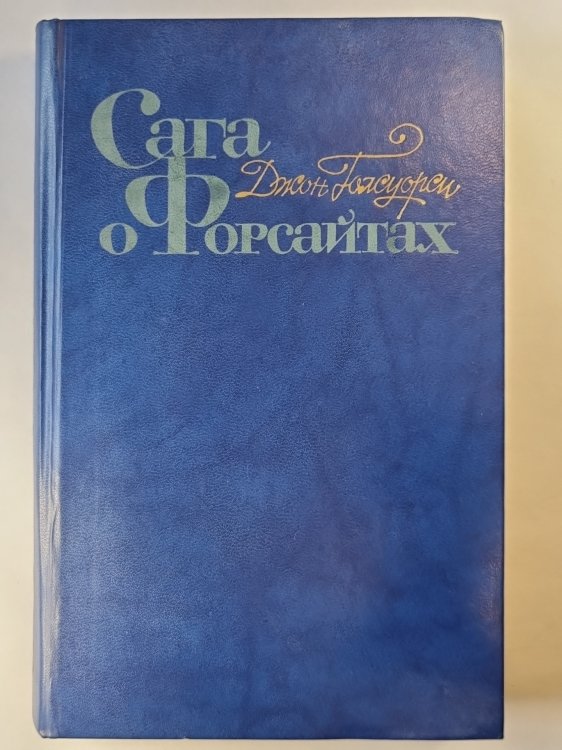 Сага
Джон Голсуорси
о Форсайтах